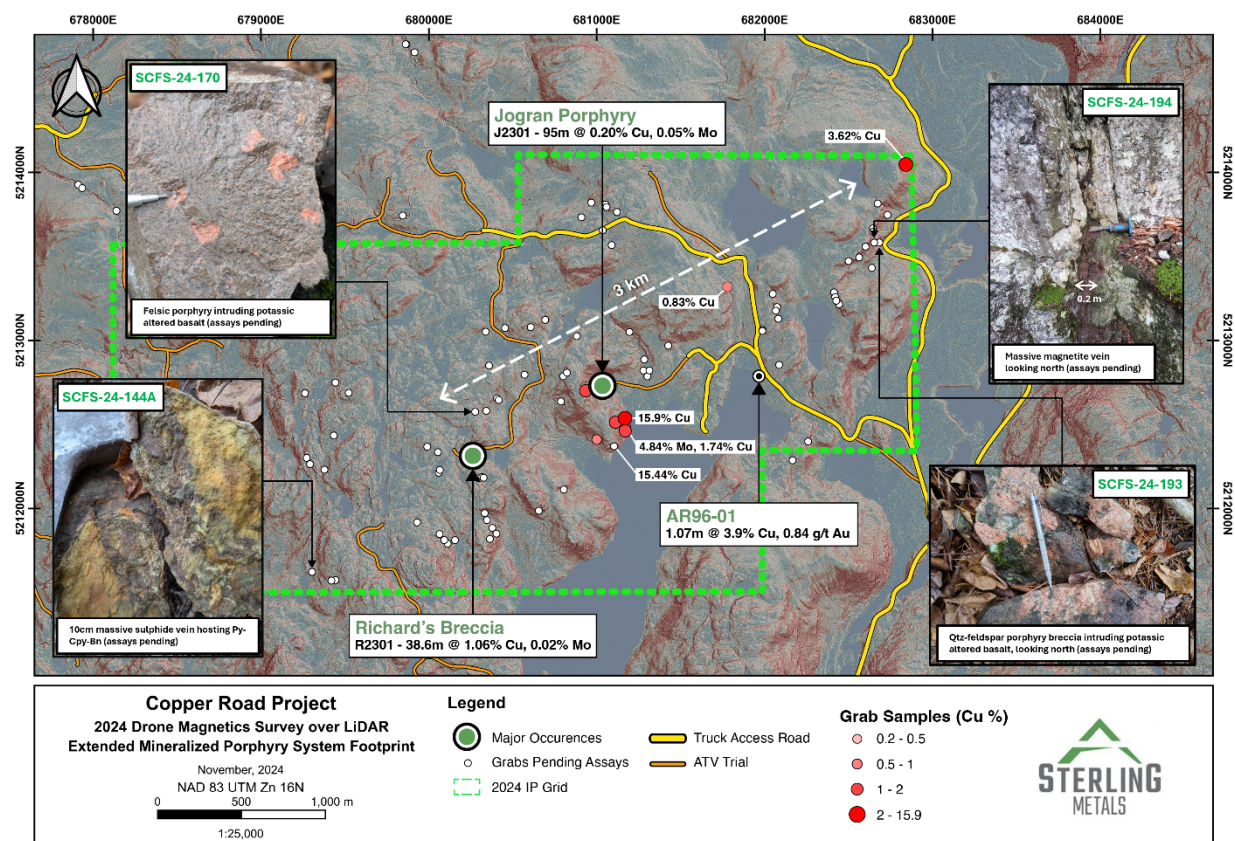 678000E
679000E
680000E
681000E
682000E
683000E
684000E
5214000N
5213000N
5212000N
5214000N
5213000N
5212000N
SCFS-24-170
Felsic porphyry intruding potassic
altered basalt (assays pending)
Jogran Porphyry
J2301 - 95m @ 0.20% Cu, 0.05% Mo
3.62% Cu
SCFS-24-194
0.2 m
Massive magnetite vein
looking north (assays pending)
3 km
0.83% Cu
SCFS-24-144A
10cm massive sulphide vein hosting Py-
Cpy-Bn (assays pending)
15.9% Cu
4.84% Mo, 1.74% Cu
15.44% Cu
AR96-01
1.07m @ 3.9% Cu, 0.84 g/t Au
SCFS-24-193
Qtz-feldspar porphyry breccia intruding potassic
altered basalt, looking north (assays pending)
Richard's Breccia
R2301 - 38.6m @ 1.06% Cu, 0.02% Mo
Copper Road Project
2024 Drone Magnetics Survey over LiDAR
Extended Mineralized Porphyry System Footprint
November, 2024
NAD 83 UTM Zn 16N
0 500 1,000 m
1:25,000
Legend
Major Occurences
Grabs Pending Assays
2024 IP Grid
Truck Access Road
ATV Trial
Grab Samples (Cu %)
0.2 - 0.5
0.5 - 1
1 - 2
2 - 15.9
STERLING
METALS